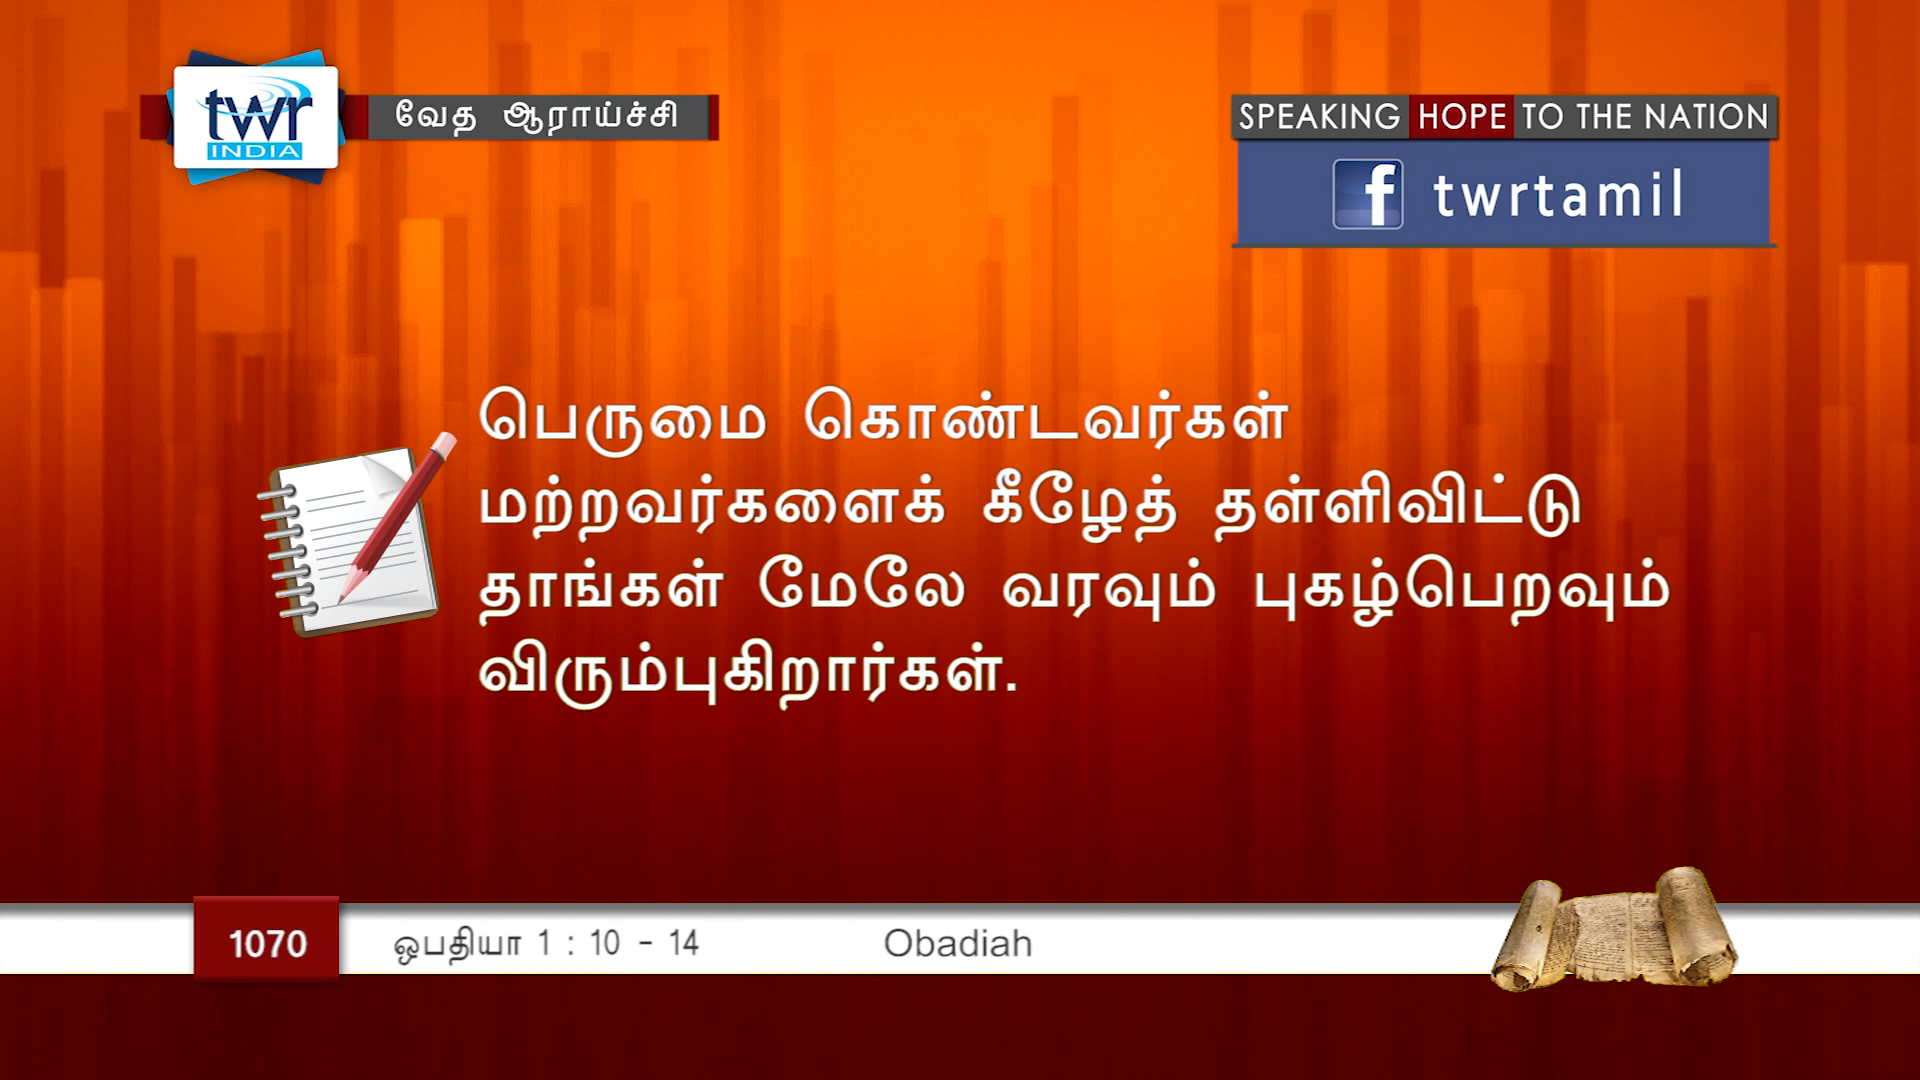 twr
INDIA
வேத ஆராய்ச்சி
SPEAKING HOPE TO THE NATION
f twrtamil
பெருமை கொண்டவர்கள்
மற்றவர்களைக் கீழேத் தள்ளிவிட்டு
தாங்கள் மேலே வரவும் புகழ்பெறவும்
விரும்புகிறார்கள்.
1070 ஒபதியா 1 : 10 - 14 Obadiah